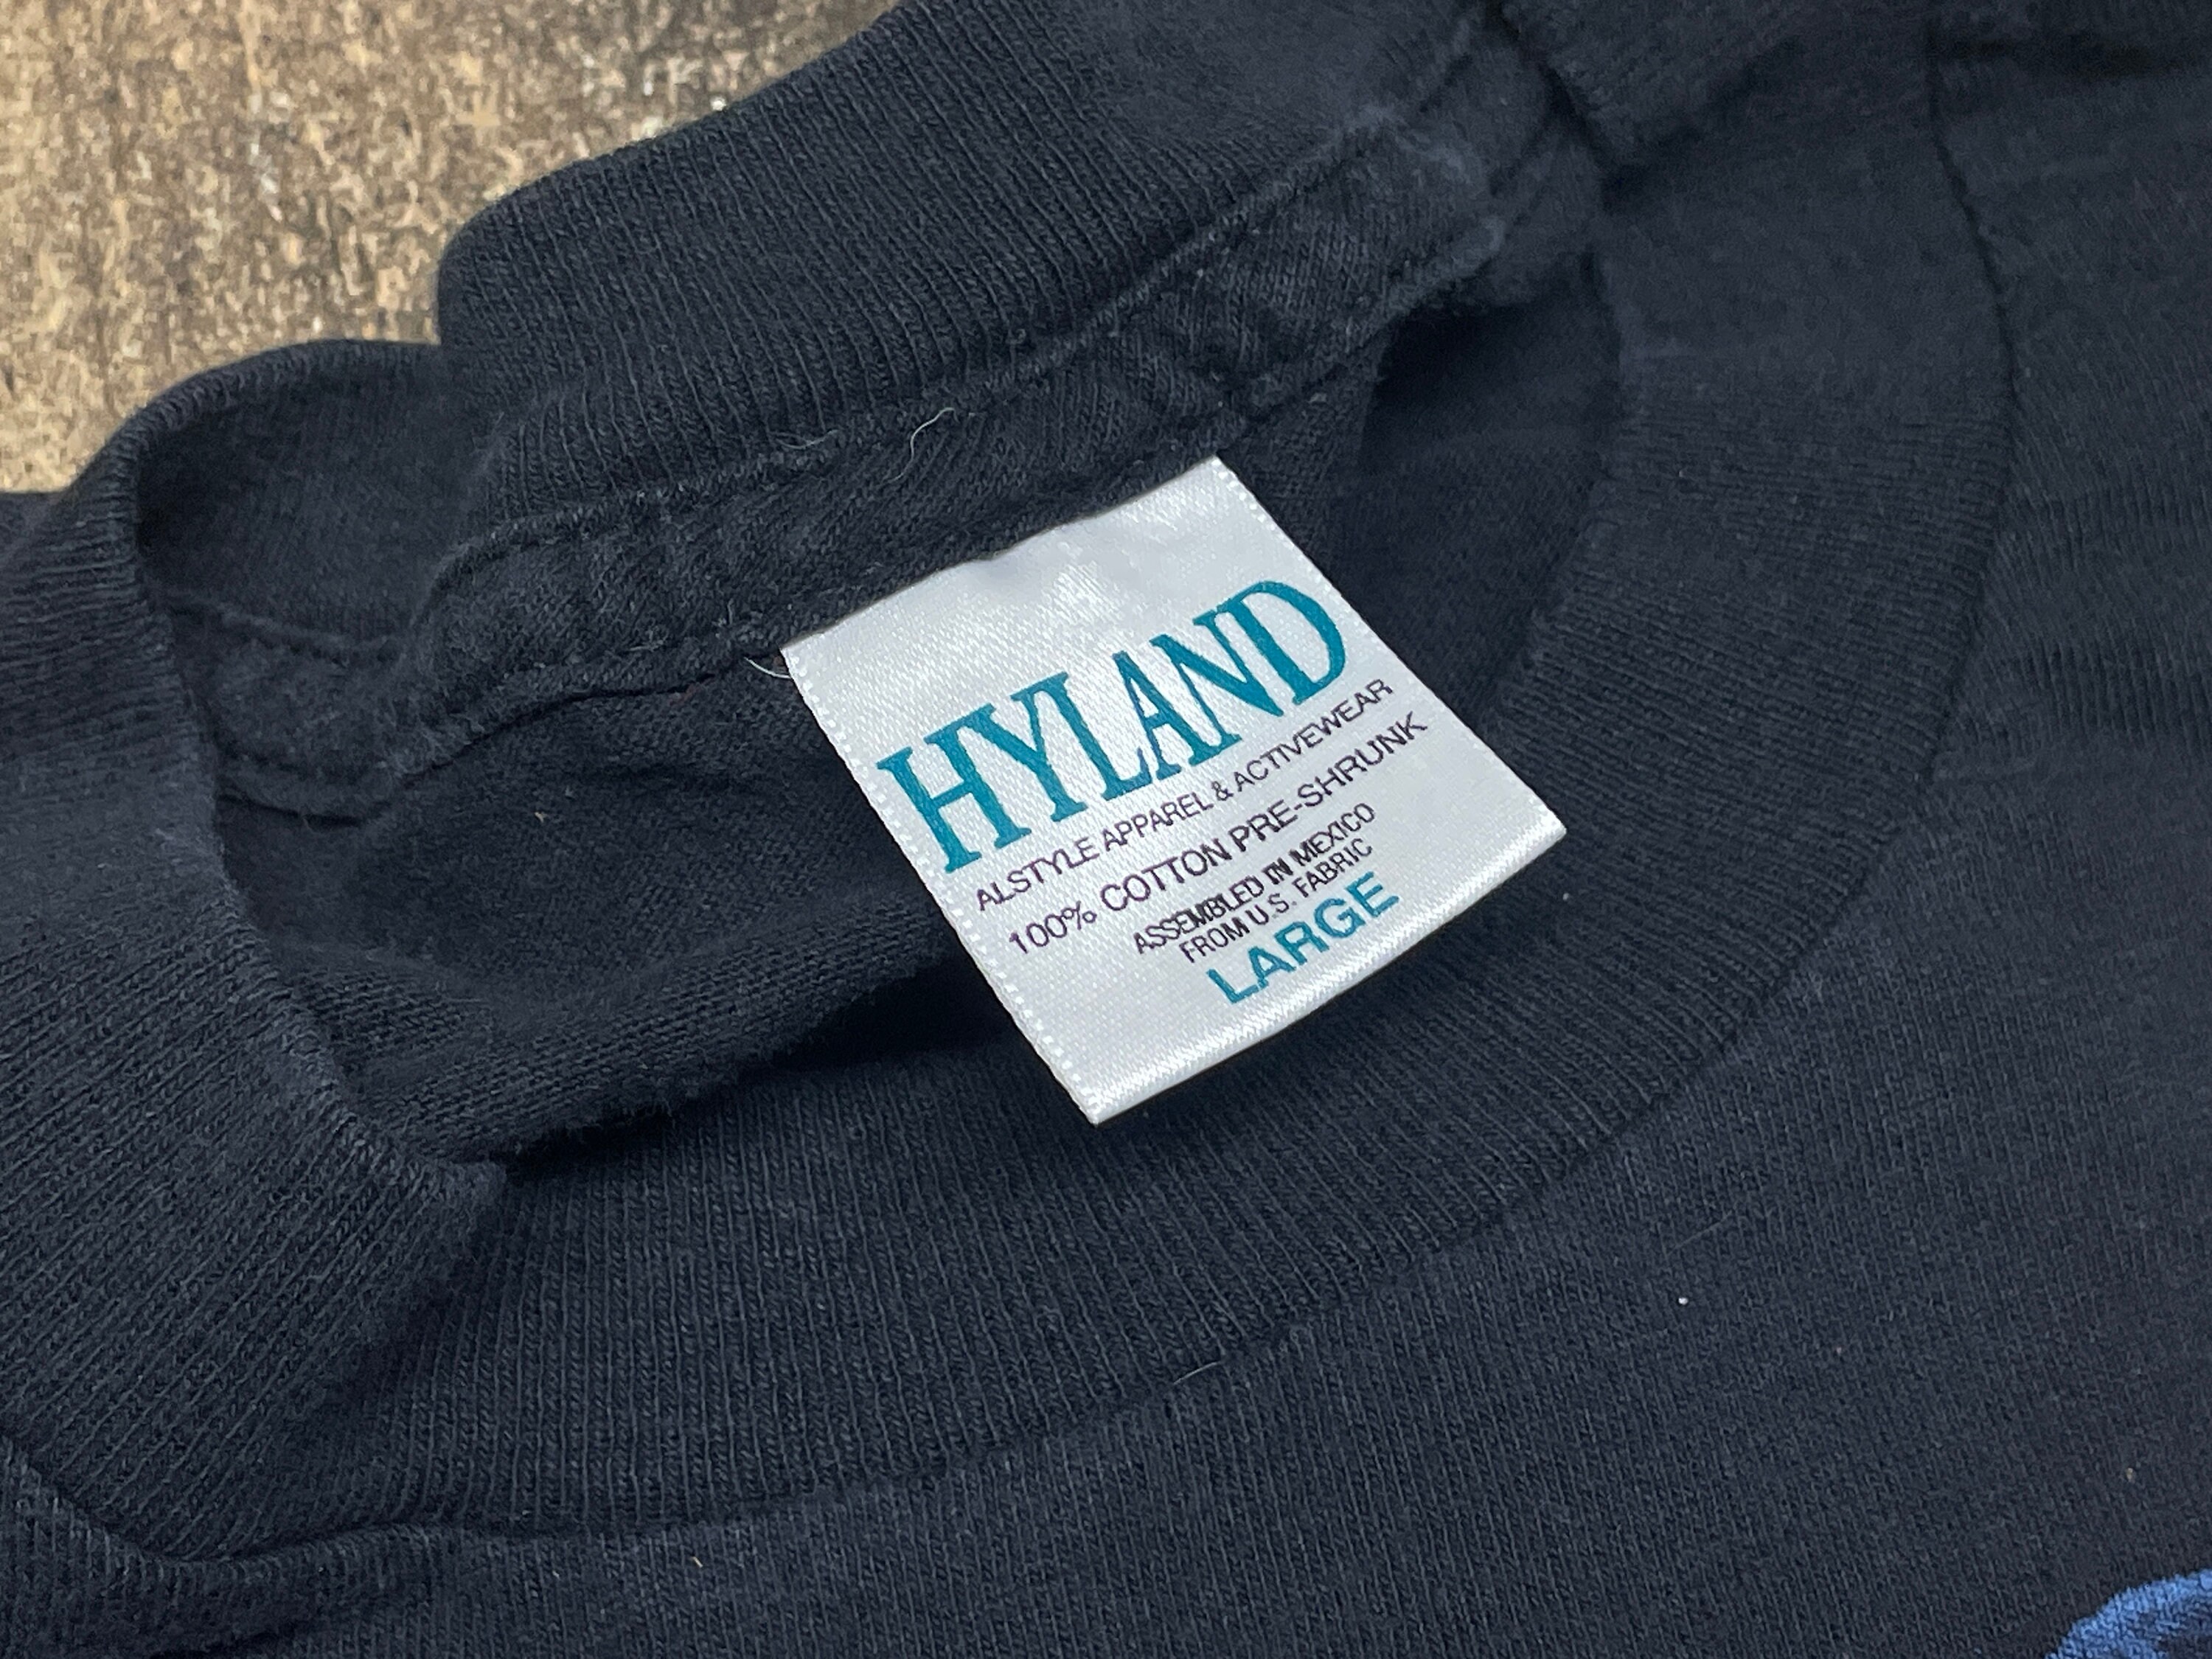 HYLAND
ALSTYLE APPAREL & ACTIVEWEAR
100% COTTON PRE-SHRUNK
ASSEMBLED IN MEXICO
FROM U.S. FABRIC
LARGE